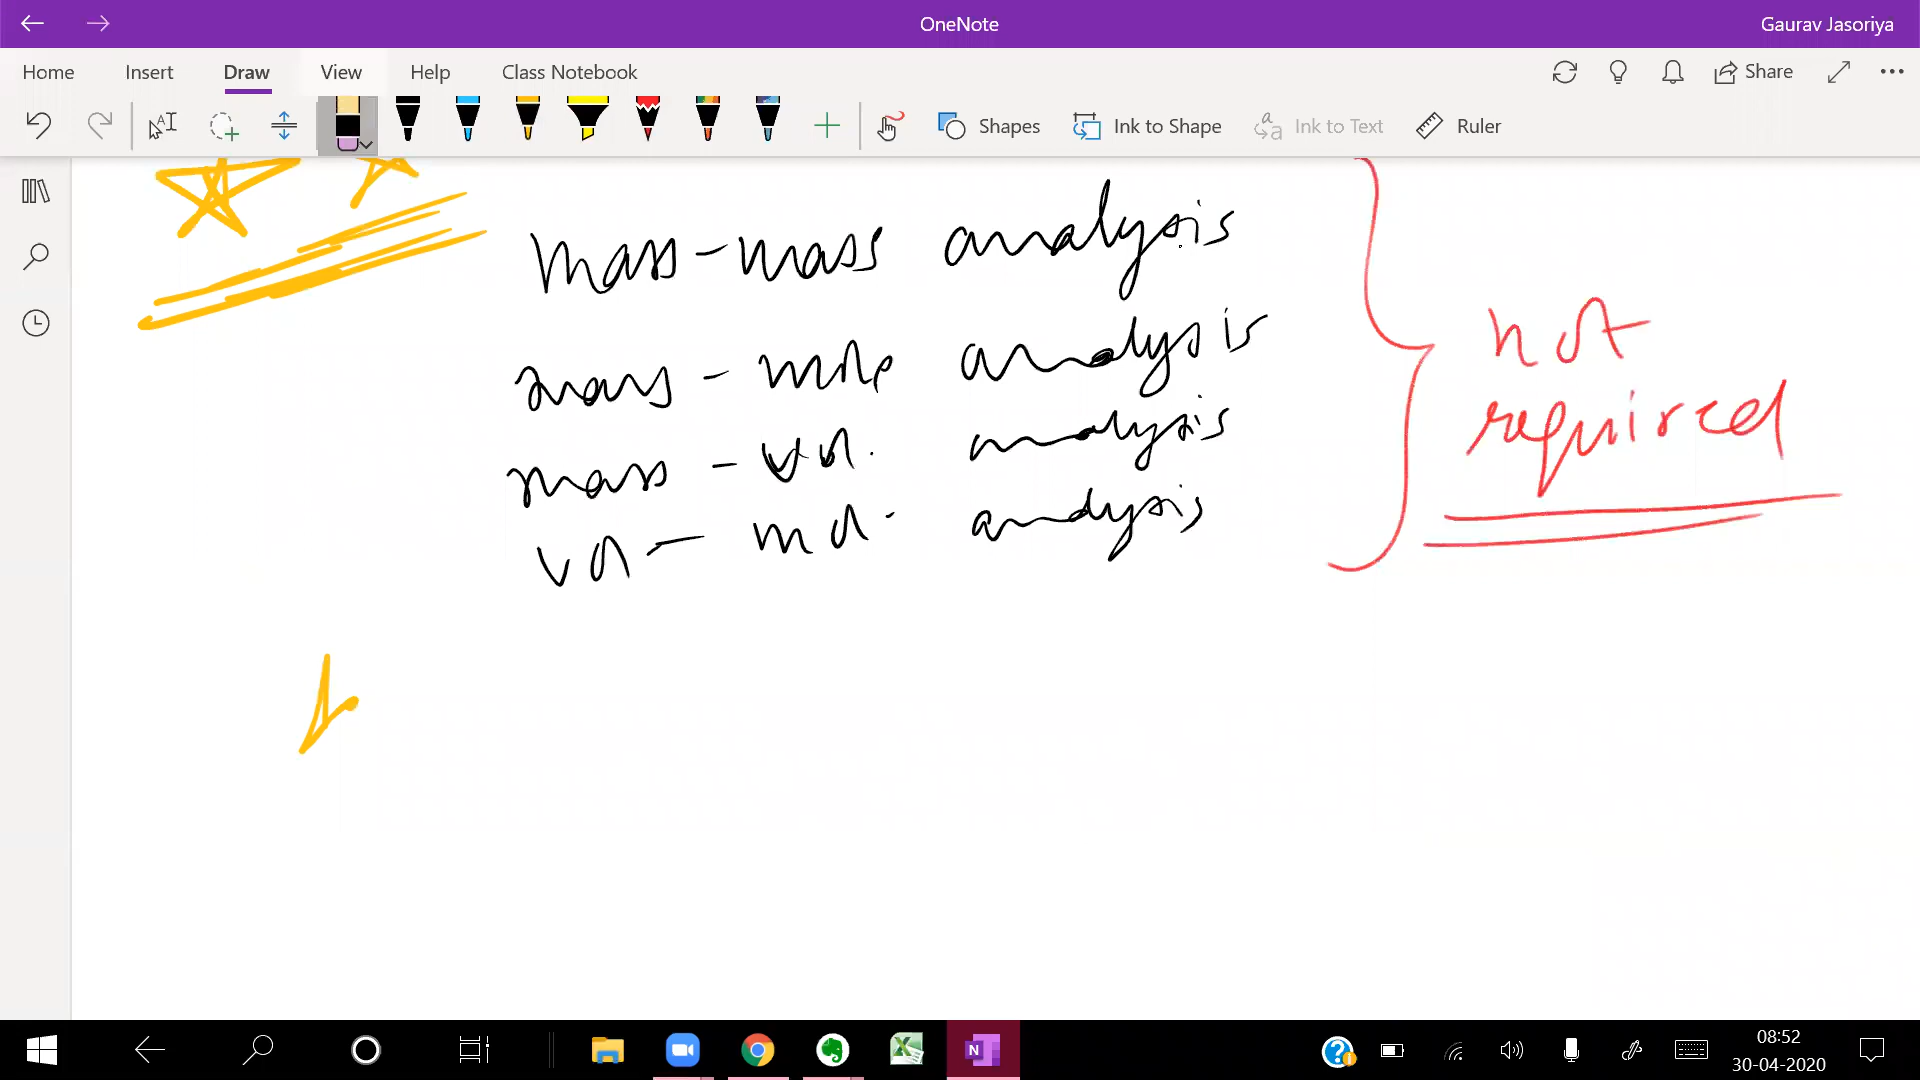 OneNote
Gaurav Jasoriya
Home Insert Draw View Help Class Notebook
Share
Shapes Ink to Shape Ink to Text Ruler
mass-mass analysis
mass - mole analysis
mass - vol. analysis
vol - mol. analysis
not
required
08:52
30-04-2020